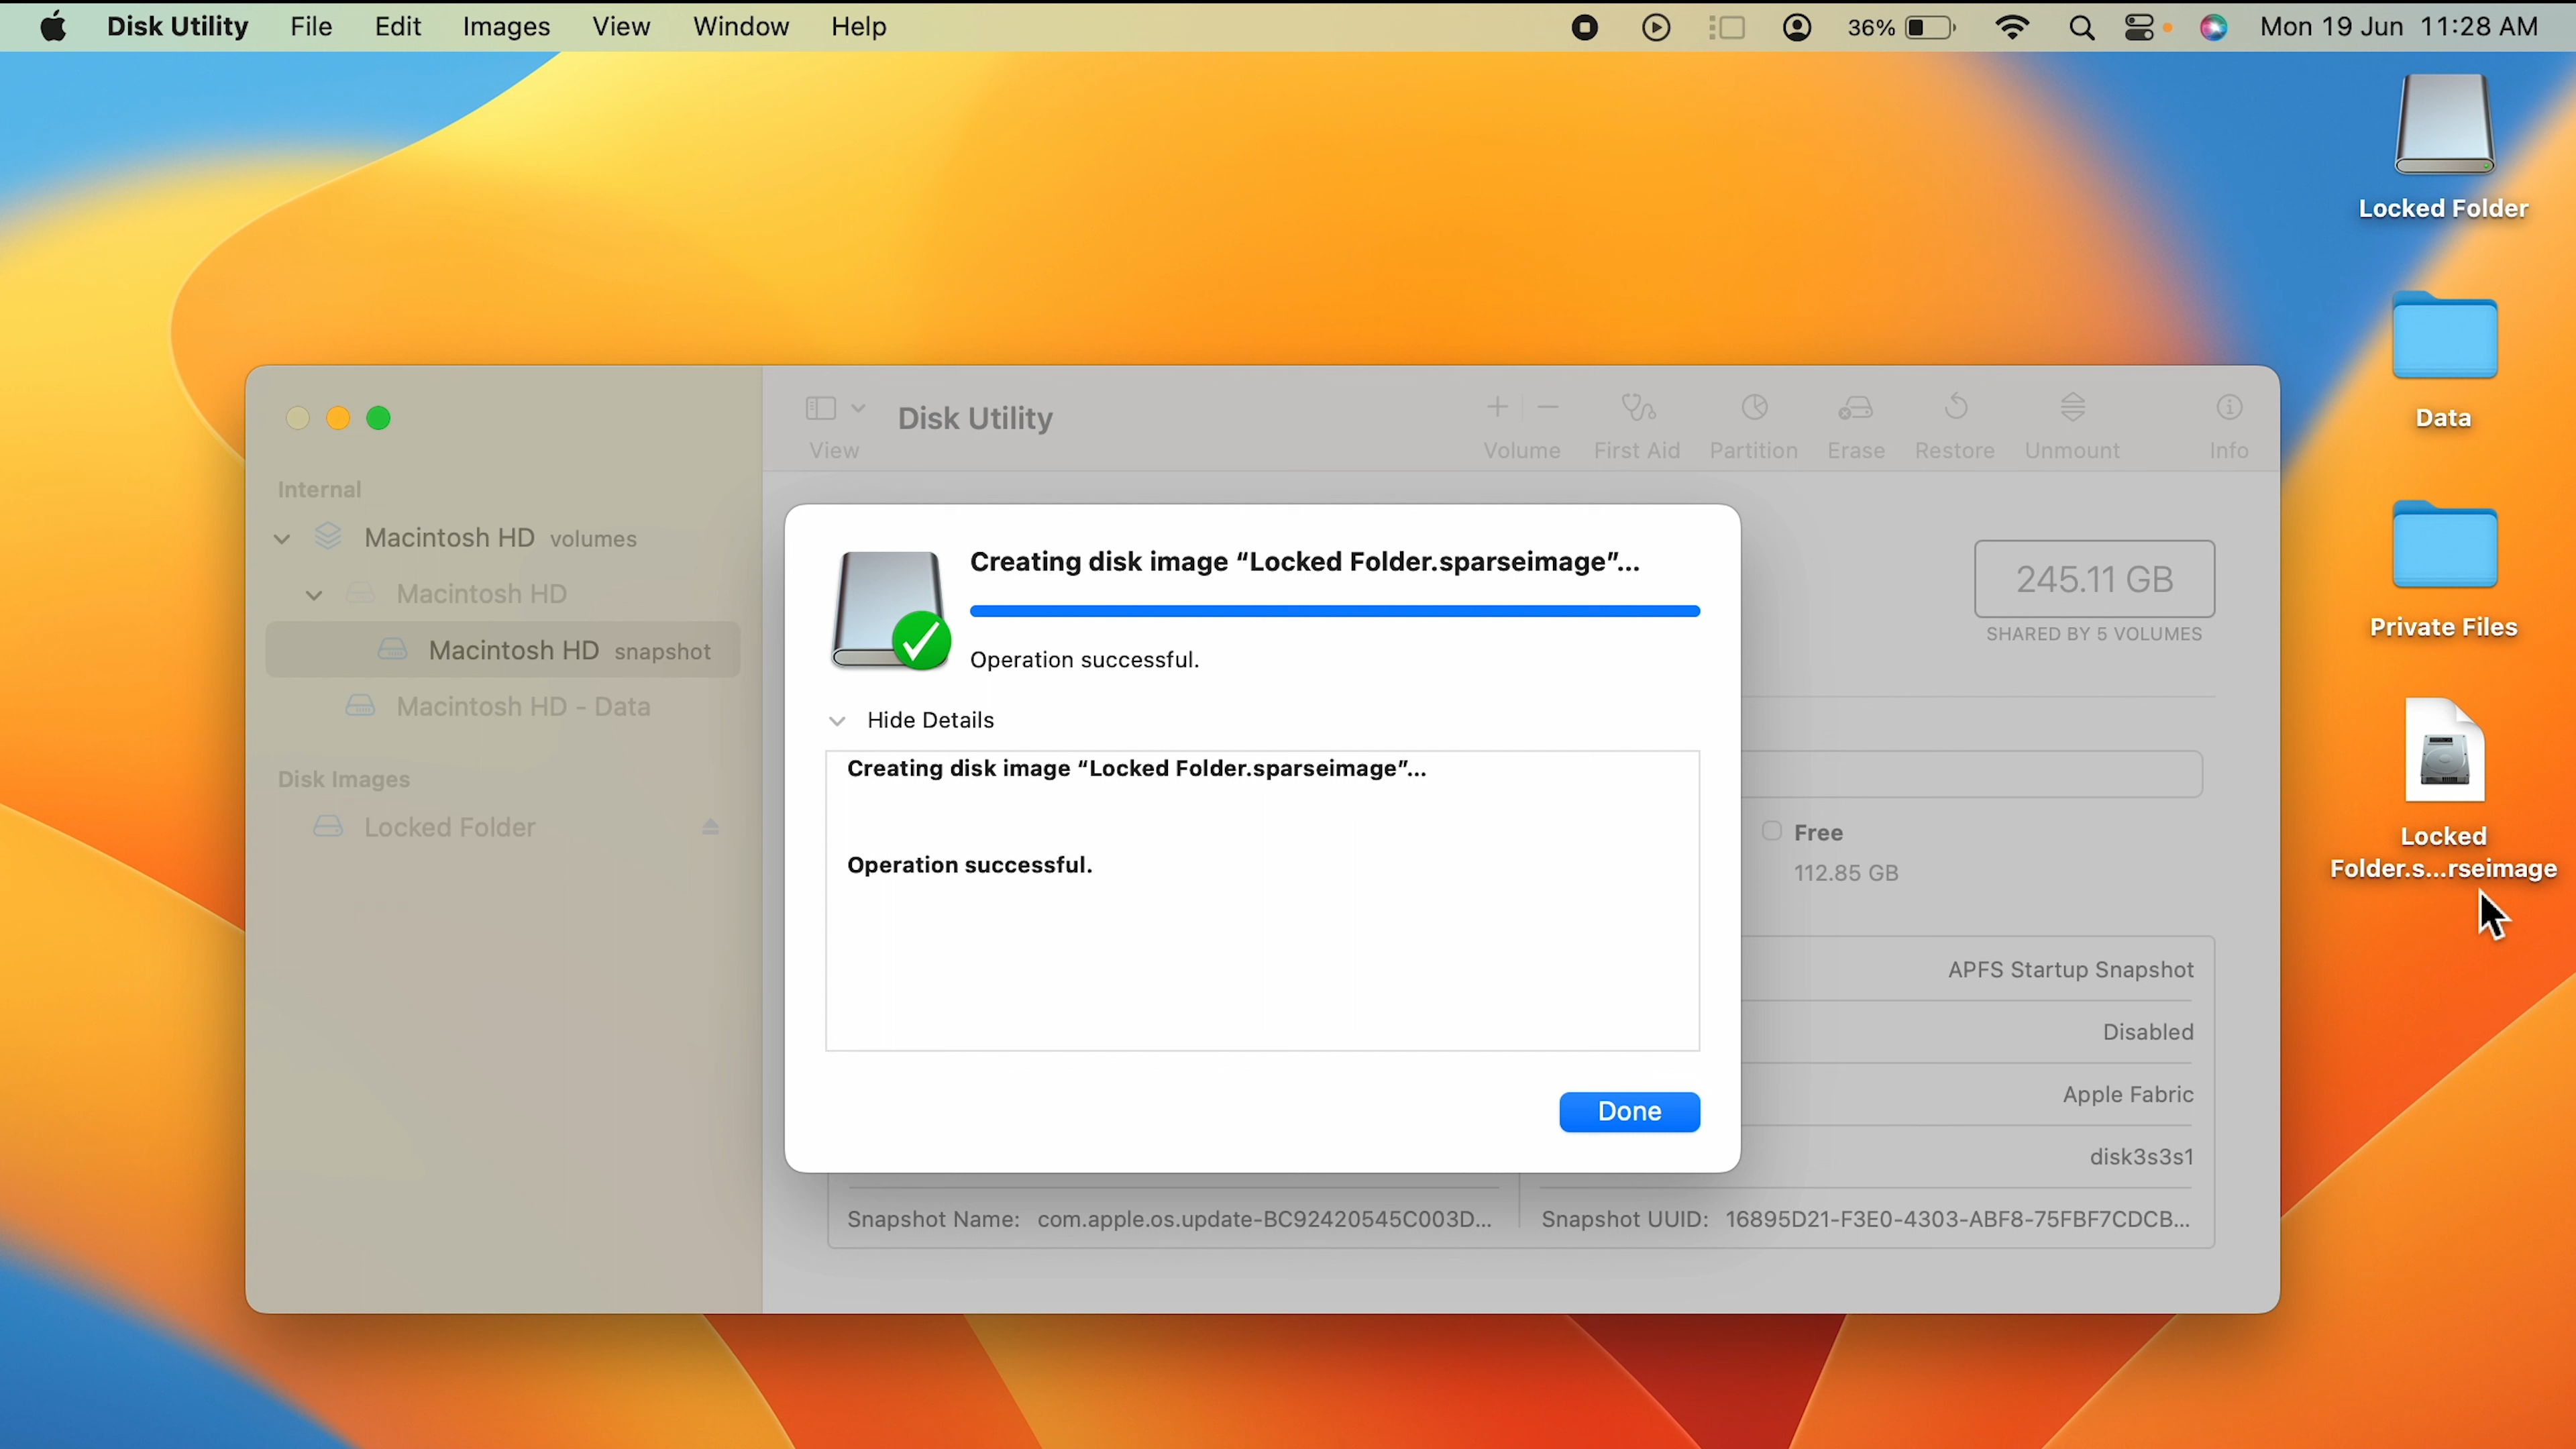 Disk Utility File Edit Images View Window Help 36% Mon 19 Jun 11:28 AM
Locked Folder
Data
Private Files
Locked
Folder.s...rseimage
Disk Utility
View
Volume First Aid Partition Erase Restore Unmount Info
Internal
Macintosh HD volumes
Macintosh HD
Macintosh HD snapshot
Macintosh HD - Data
Disk Images
Locked Folder
Creating disk image “Locked Folder.sparseimage”...
Operation successful.
Hide Details
Creating disk image “Locked Folder.sparseimage”...
Operation successful.
Done
245.11 GB
SHARED BY 5 VOLUMES
Free
112.85 GB
APFS Startup Snapshot
Disabled
Apple Fabric
disk3s3s1
Snapshot Name: com.apple.os.update-BC92420545C003D... Snapshot UUID: 16895D21-F3E0-4303-ABF8-75FBF7CDCB...